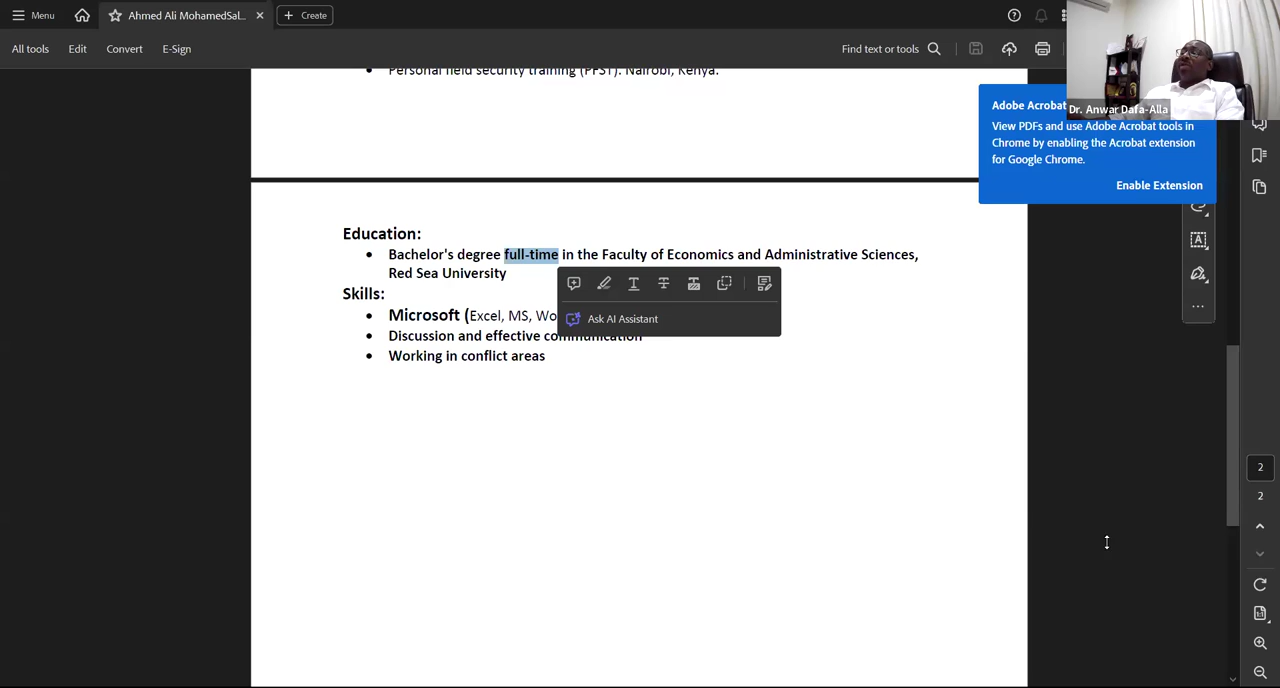 Menu
Ahmed Ali MohamedSal...
Create
All tools
Edit
Convert
E-Sign
Find text or tools
Personal field security training (PFST). Nairobi, Kenya.
Adobe Acrobat
Dr. Anwar Dafa-Alla
View PDFs and use Adobe Acrobat tools in
Chrome by enabling the Acrobat extension
for Google Chrome.
Enable Extension
Education:
• Bachelor's degree full-time in the Faculty of Economics and Administrative Sciences,
Red Sea University
Skills:
• Microsoft (Excel, MS, Wo
Ask AI Assistant
• Discussion and effective communication
• Working in conflict areas
2
2